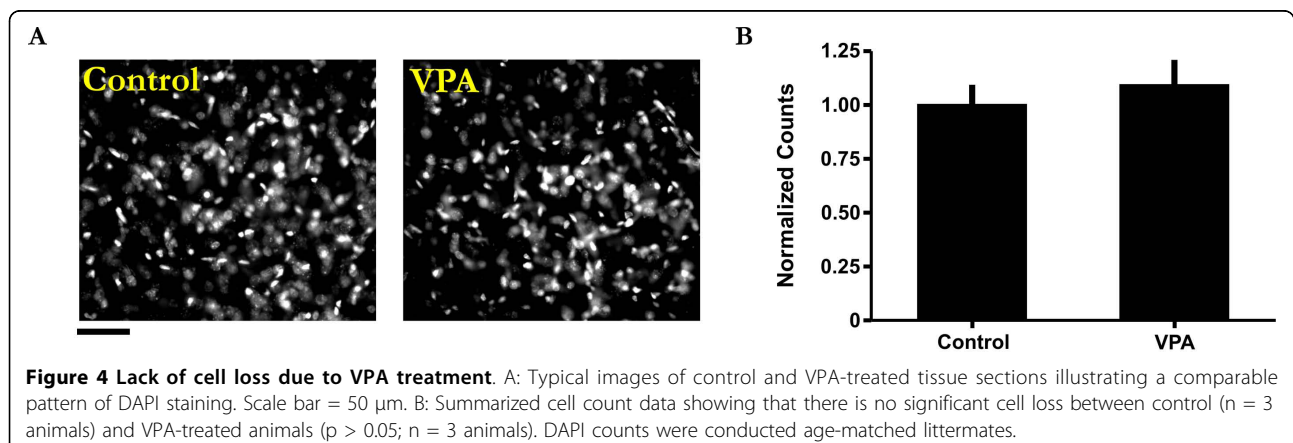 A
Control
VPA
B
Normalized Counts
1.25
1.00
0.75
0.50
0.25
0
Control
VPA
Figure 4 Lack of cell loss due to VPA treatment. A: Typical images of control and VPA-treated tissue sections illustrating a comparable
pattern of DAPI staining. Scale bar = 50 μm. B: Summarized cell count data showing that there is no significant cell loss between control (n = 3
animals) and VPA-treated animals (p > 0.05; n = 3 animals). DAPI counts were conducted age-matched littermates.